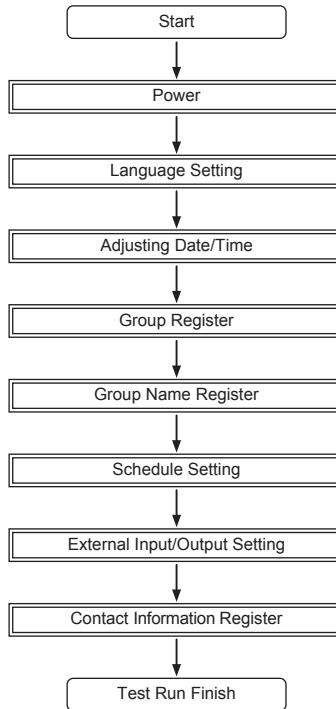 Start
Power
Language Setting
Adjusting Date/Time
Group Register
Group Name Register
Schedule Setting
External Input/Output Setting
Contact Information Register
Test Run Finish